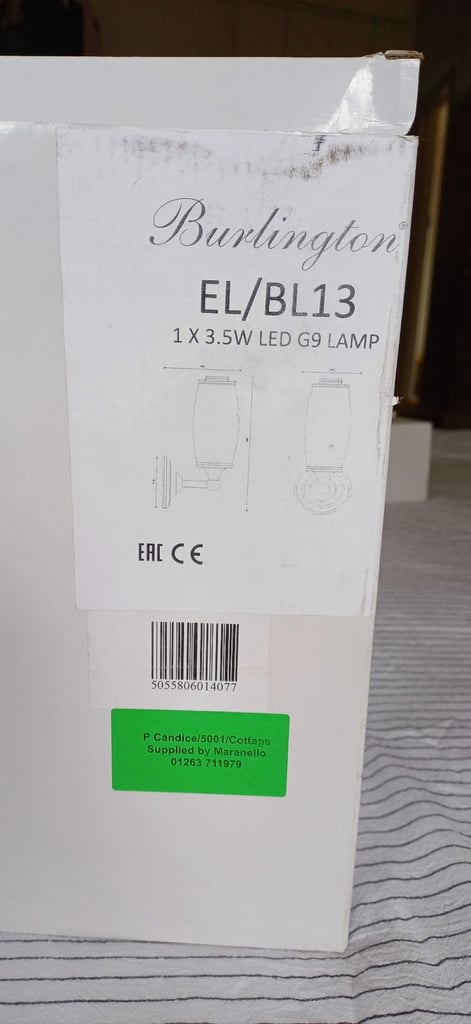 Burlington®
EL/BL13
1 X 3.5W LED G9 LAMP
EAC CE
5055806014077
P Candice/5001/Cottage
Supplied by Maranello
01263 711979